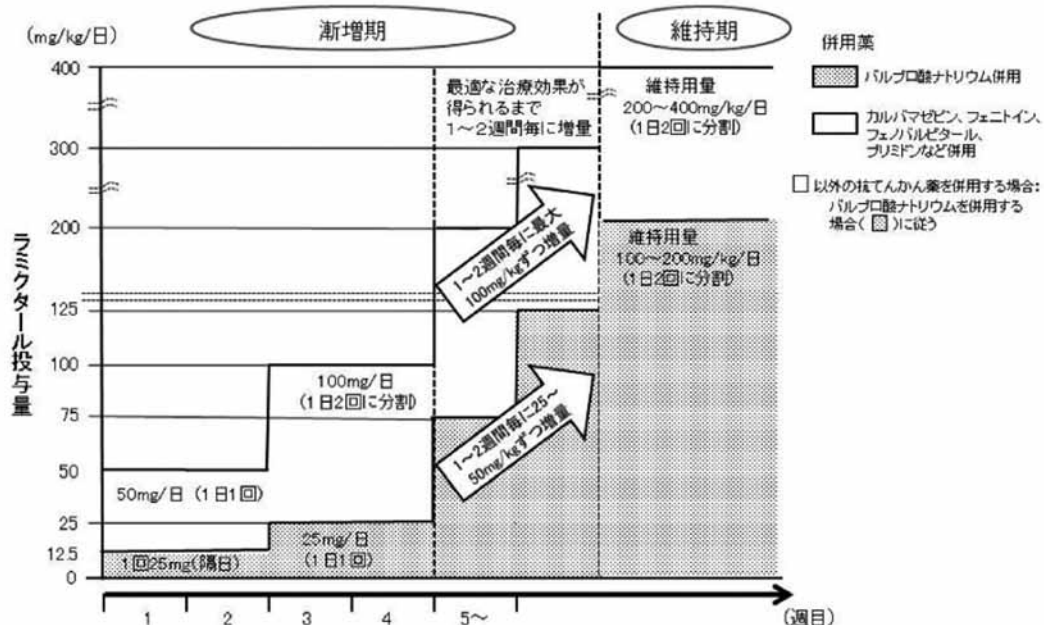 (mg/kg/日)
漸増期
維持期
併用薬
バルプロ酸ナトリウム併用
カルバマゼピン、フェニトイン、
フェノバルビタール、
プリミドンなど併用
□以外の抗てんかん薬を併用する場合:
バルプロ酸ナトリウムを併用する
場合( )に従う
ラミクタール投与量
400
300
200
125
100
75
50
25
12.5
0
最適な治療効果が
得られるまで
1~2週間毎に増量
維持用量
200~400mg/kg/日
(1日2回に分割)
1~2週間毎に最大
100mg/kgずつ増量
維持用量
100~200mg/kg/日
(1日2回に分割)
100mg/日
(1日2回に分割)
1~2週間毎に25~
50mg/kgずつ増量
50mg/日 (1日1回)
25mg/日
(1日1回)
1回25mg(隔日)
1
2
3
4
5~
(週目)